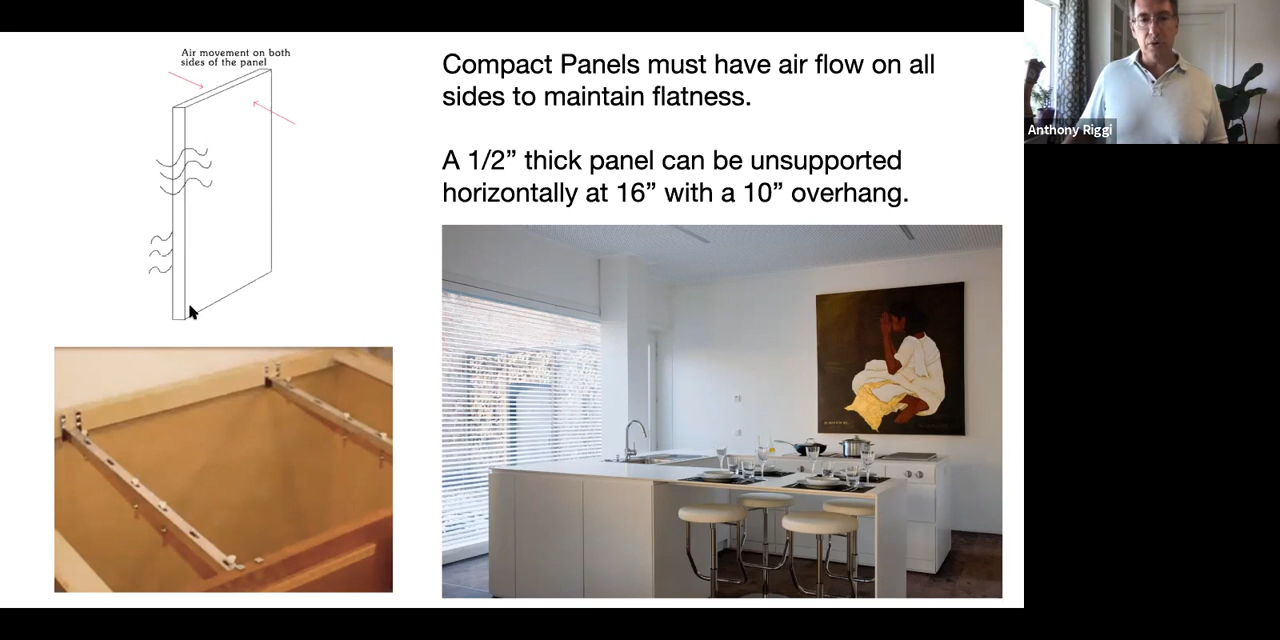 Air movement on both
sides of the panel
Compact Panels must have air flow on all
sides to maintain flatness.
A 1/2” thick panel can be unsupported
horizontally at 16” with a 10” overhang.
Anthony Riggi